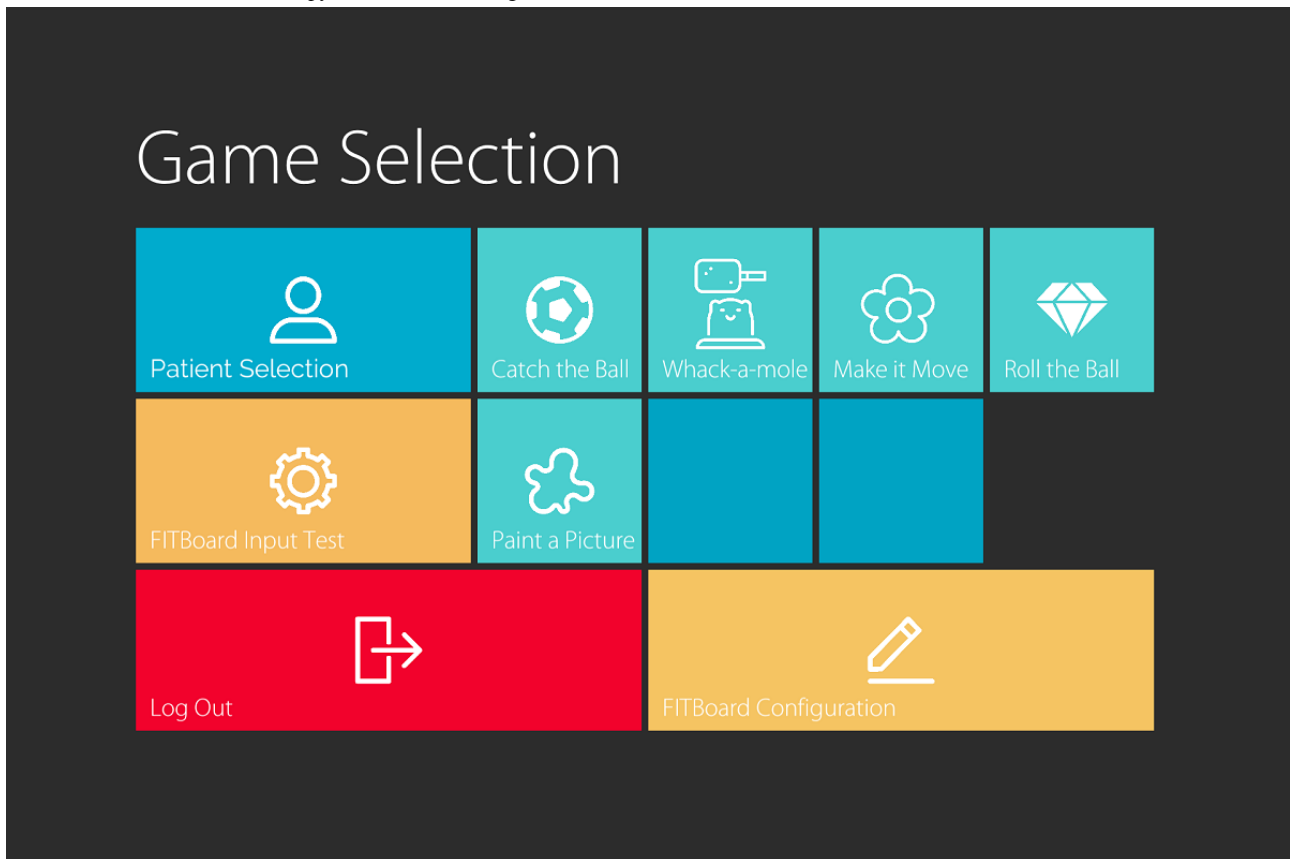 Game Selection
Patient Selection
Catch the Ball
Whack-a-mole
Make it Move
Roll the Ball
FITBoard Input Test
Paint a Picture
Log Out
FITBoard Configuration